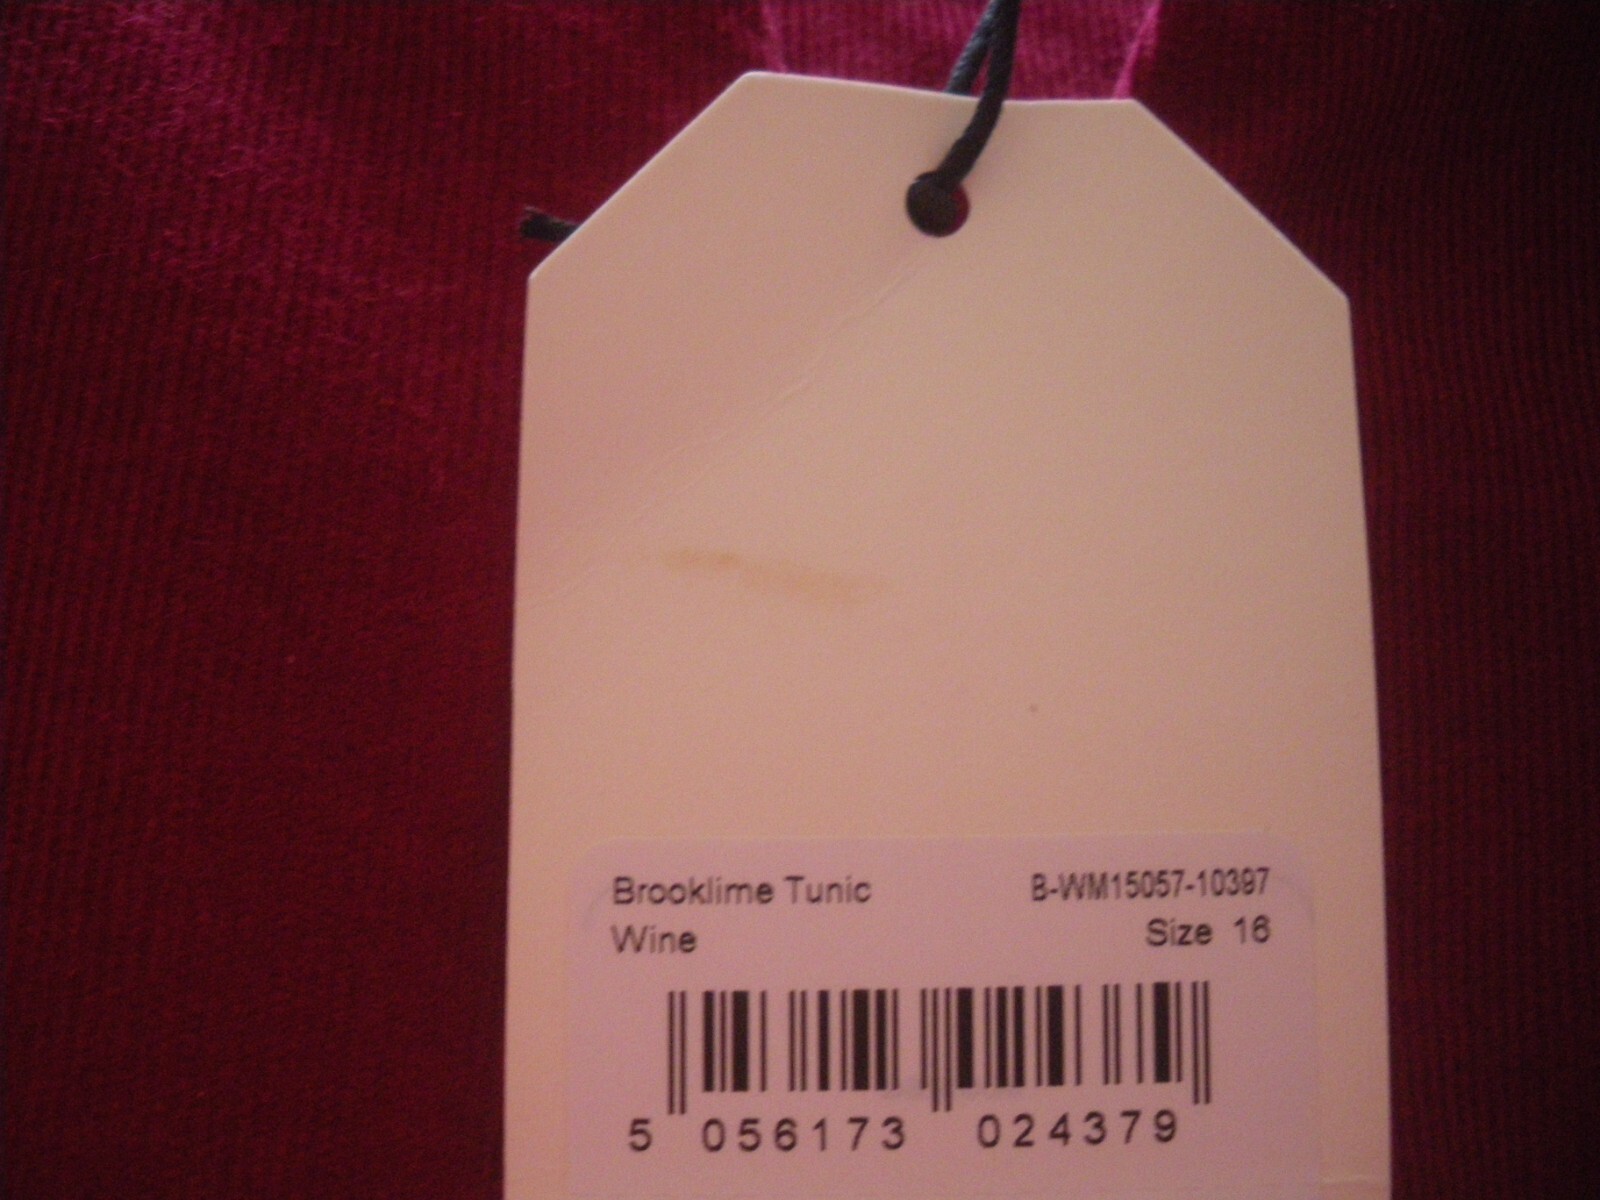 Brooklime Tunic B-WM15057-10397
Wine Size 16
5 056173 024379